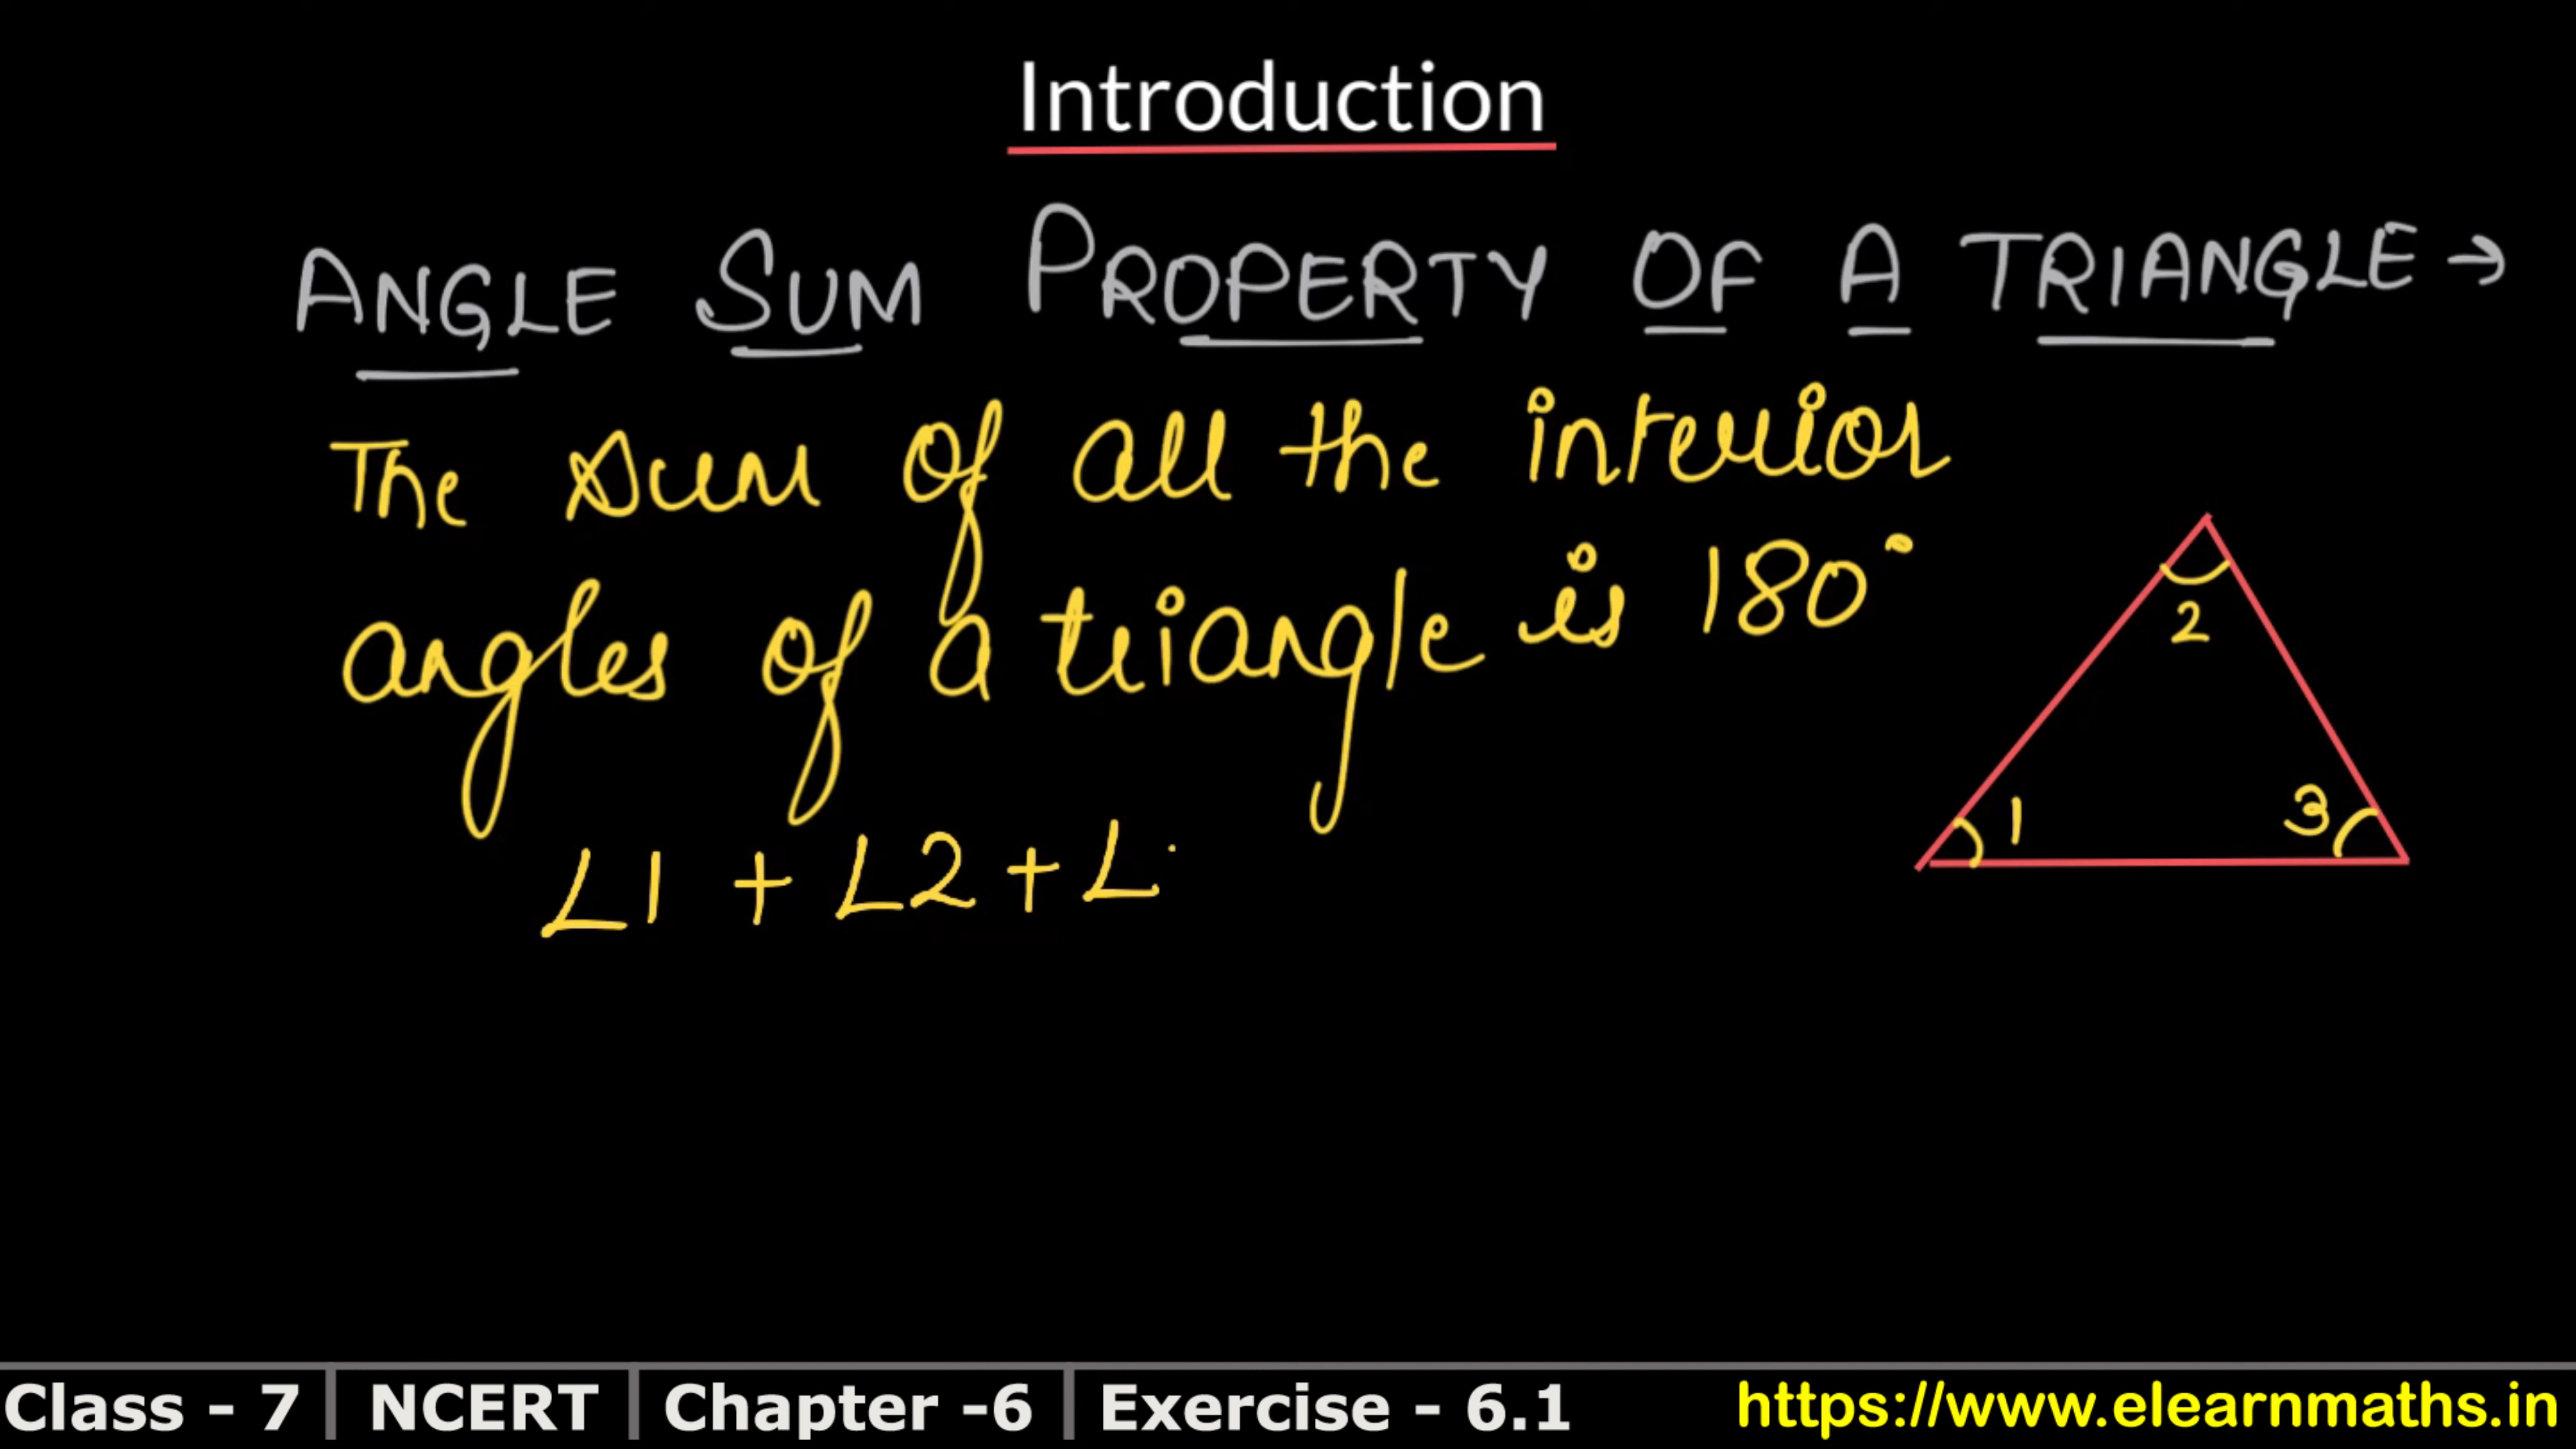 Introduction
ANGLE SUM PROPERTY OF A TRIANGLE →
The sum of all the interior
angles of a triangle is 180°
2
1
3
∠1 + ∠2 + ∠
Class - 7 | NCERT | Chapter -6 | Exercise - 6.1 https://www.elearnmaths.in